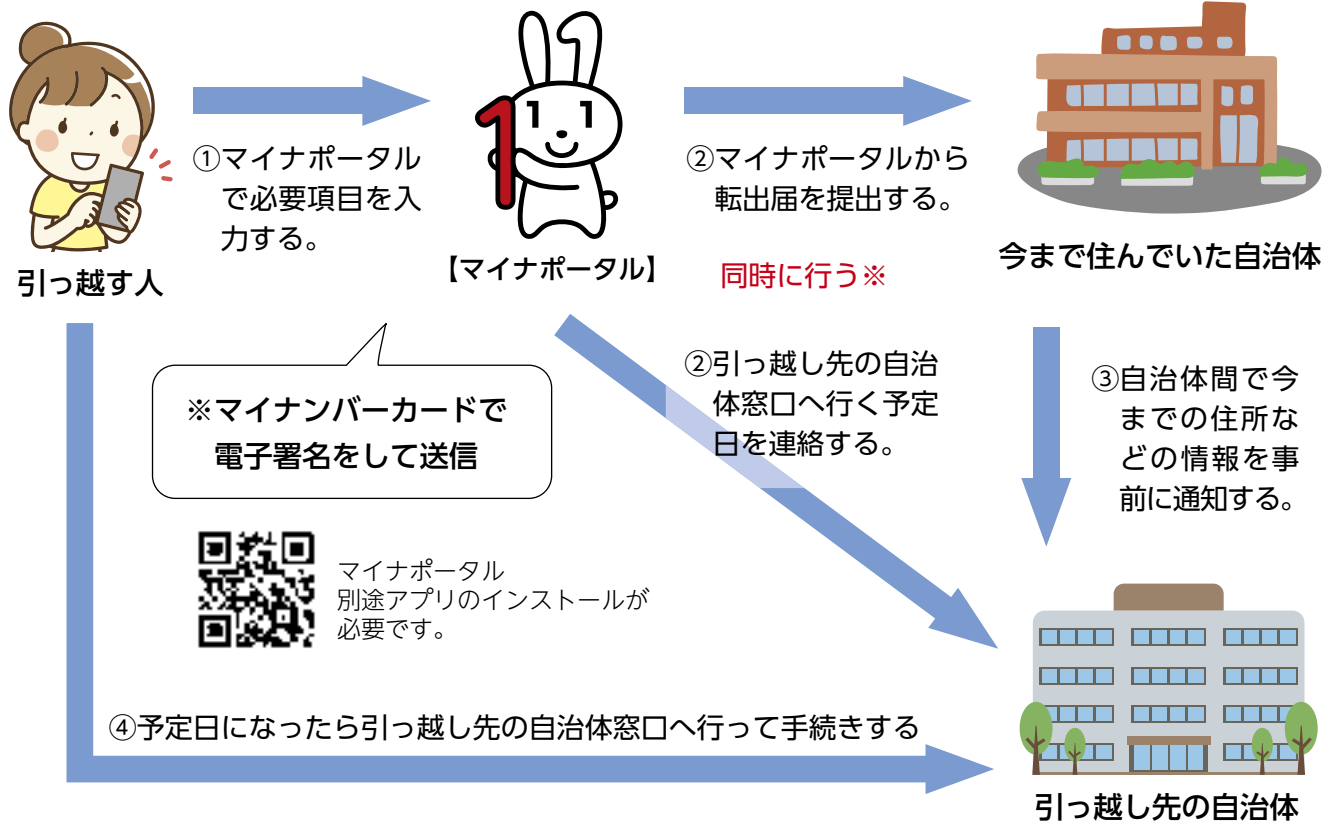 ①マイナポータル
で必要項目を入
力する。
引っ越す人
【マイナポータル】
②マイナポータルから
転出届を提出する。
同時に行う※
今まで住んでいた自治体
※マイナンバーカードで
電子署名をして送信
②引っ越し先の自治
体窓口へ行く予定
日を連絡する。
③自治体間で今
までの住所な
どの情報を事
前に通知する。
マイナポータル
別途アプリのインストールが
必要です。
④予定日になったら引っ越し先の自治体窓口へ行って手続きする
引っ越し先の自治体